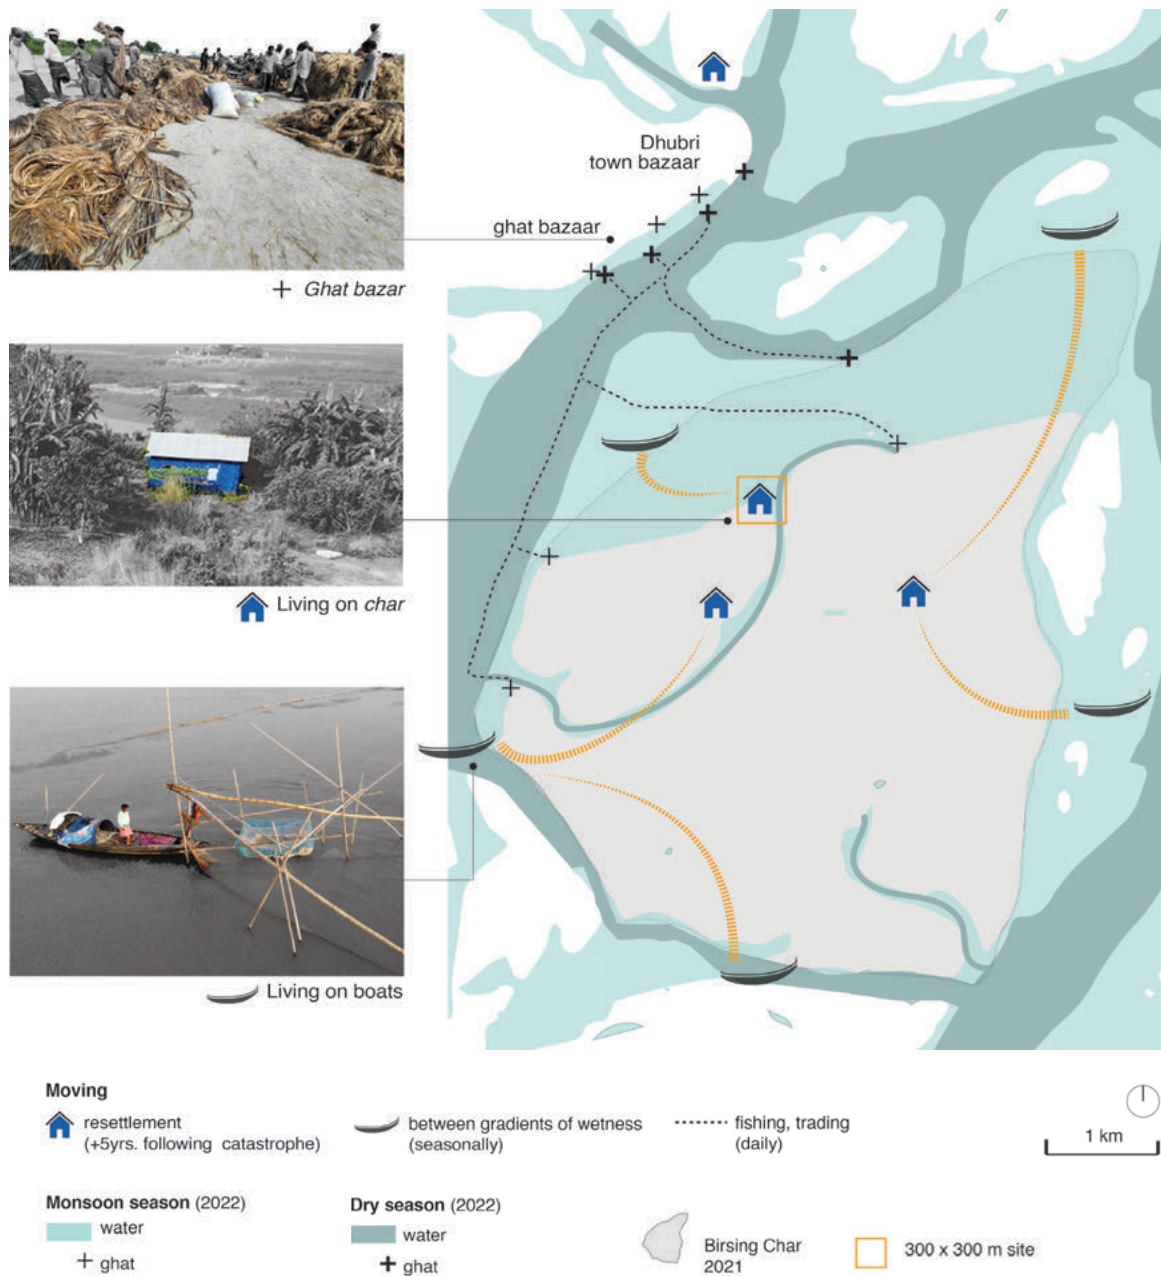 Dhubri
town bazaar
ghat bazaar
Ghat bazar
Living on char
Living on boats
Moving
resettlement
(+5yrs. following catastrophe)
between gradients of wetness
(seasonally)
fishing, trading
(daily)
1 km
Monsoon season (2022)
water
ghat
Dry season (2022)
water
ghat
Birsing Char
2021
300 x 300 m site